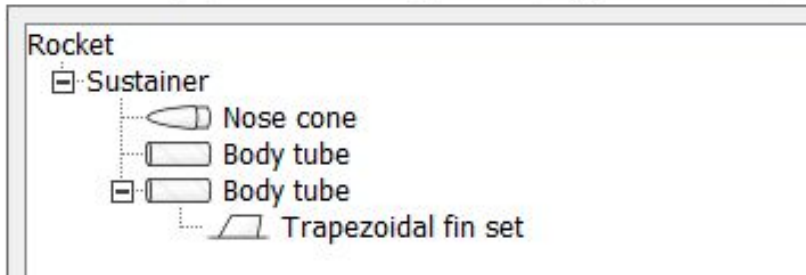 Rocket
Sustainer
Nose cone
Body tube
Body tube
Trapezoidal fin set